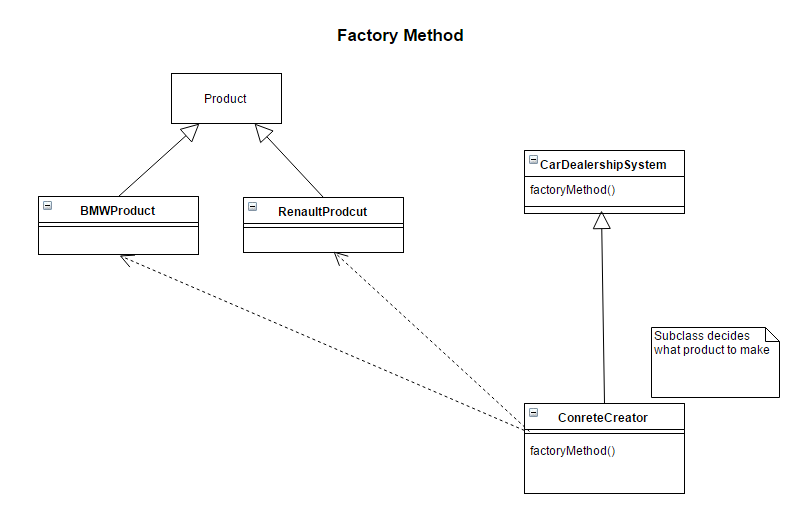 Factory Method
Product
CarDealershipSystem
factoryMethod()
BMWProduct
RenaultProdcut
Subclass decides
what product to make
ConreteCreator
factoryMethod()